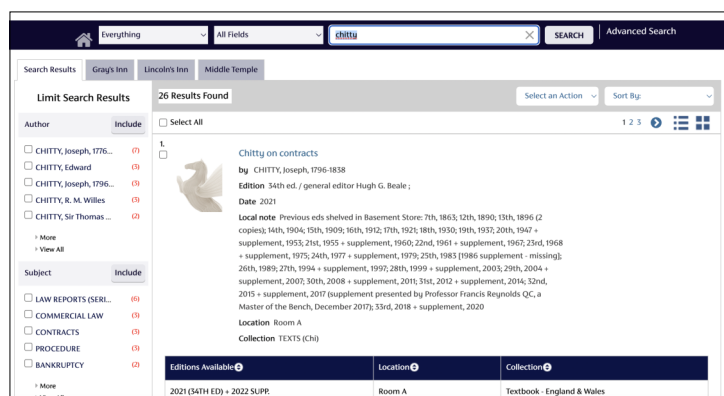 Everything
All Fields
chitty
SEARCH
Advanced Search
Search Results
Gray's Inn
Lincoln's Inn
Middle Temple
Limit Search Results
26 Results Found
Select an Action
Sort By:
Author
Include
Select All
1 2 3
CHITTY, Joseph, 1776... (7)
CHITTY, Edward (3)
CHITTY, Joseph, 1796... (3)
CHITTY, R. M. Willes (3)
CHITTY, Sir Thomas ... (2)
More
View All
Subject
Include
LAW REPORTS (SERI... (6)
COMMERCIAL LAW (3)
CONTRACTS (3)
PROCEDURE (3)
BANKRUPTCY (2)
More
1.
Chitty on contracts
by CHITTY, Joseph, 1796-1838
Edition 34th ed. / general editor Hugh G. Beale ;
Date 2021
Local note Previous eds shelved in Basement Store: 7th, 1863; 12th, 1890; 13th, 1896 (2
copies); 14th, 1904; 15th, 1909; 16th, 1912; 17th, 1921; 18th, 1930; 19th, 1937; 20th, 1947 +
supplement, 1953; 21st, 1955 + supplement, 1960; 22nd, 1961 + supplement, 1967; 23rd, 1968
+ supplement, 1975; 24th, 1977 + supplement, 1979; 25th, 1983 [1986 supplement - missing];
26th, 1989; 27th, 1994 + supplement, 1997; 28th, 1999 + supplement, 2003; 29th, 2004 +
supplement, 2007; 30th, 2008 + supplement, 2011; 31st, 2012 + supplement, 2014; 32nd,
2015 + supplement, 2017 (supplement presented by Professor Francis Reynolds QC, a
Master of the Bench, December 2017); 33rd, 2018 + supplement, 2020
Location Room A
Collection TEXTS (Chi)
Editions Available
Location
Collection
2021 (34TH ED) + 2022 SUPP.
Room A
Textbook - England & Wales